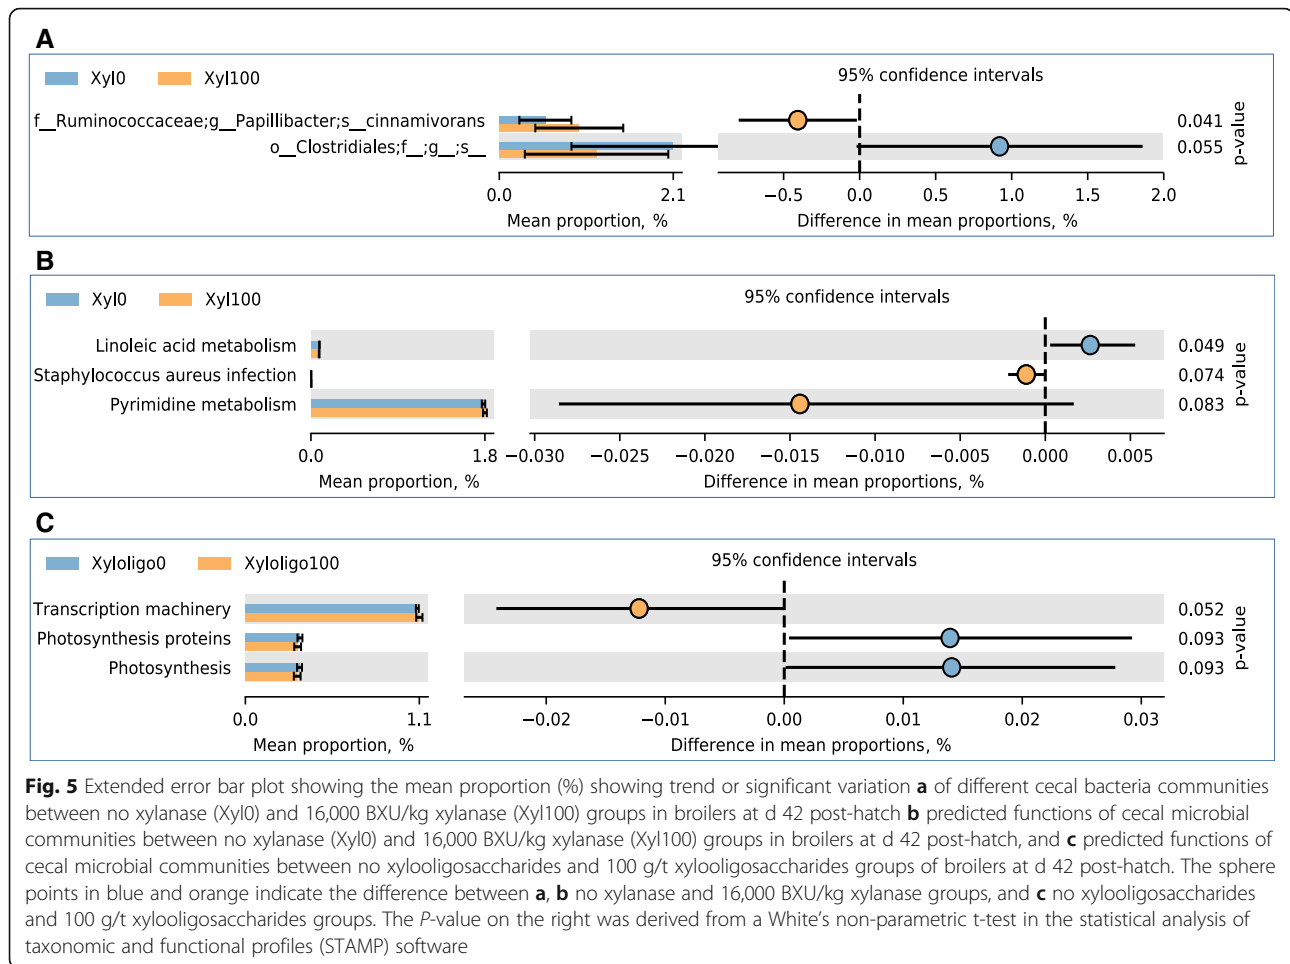 A
Xyl0 Xyl100
95% confidence intervals
f__Ruminococcaceae;g__Papillibacter;s__cinnamivorans
0.041
o__Clostridiales;f__;g__;s__
0.055
p-value
0.0 2.1 −0.5 0.0 0.5 1.0 1.5 2.0
Mean proportion, % Difference in mean proportions, %
B
Xyl0 Xyl100
95% confidence intervals
Linoleic acid metabolism 0.049
Staphylococcus aureus infection 0.074
Pyrimidine metabolism 0.083
p-value
0.0 1.8 −0.030 −0.025 −0.020 −0.015 −0.010 −0.005 0.000 0.005
Mean proportion, % Difference in mean proportions, %
C
Xyloligo0 Xyloligo100
95% confidence intervals
Transcription machinery 0.052
Photosynthesis proteins 0.093
Photosynthesis 0.093
p-value
0.0 1.1 −0.02 −0.01 0.00 0.01 0.02 0.03
Mean proportion, % Difference in mean proportions, %
Fig. 5 Extended error bar plot showing the mean proportion (%) showing trend or significant variation a of different cecal bacteria communities
between no xylanase (Xyl0) and 16,000 BXU/kg xylanase (Xyl100) groups in broilers at d 42 post-hatch b predicted functions of cecal microbial
communities between no xylanase (Xyl0) and 16,000 BXU/kg xylanase (Xyl100) groups in broilers at d 42 post-hatch, and c predicted functions of
cecal microbial communities between no xylooligosaccharides and 100 g/t xylooligosaccharides groups of broilers at d 42 post-hatch. The sphere
points in blue and orange indicate the difference between a, b no xylanase and 16,000 BXU/kg xylanase groups, and c no xylooligosaccharides
and 100 g/t xylooligosaccharides groups. The P-value on the right was derived from a White's non-parametric t-test in the statistical analysis of
taxonomic and functional profiles (STAMP) software